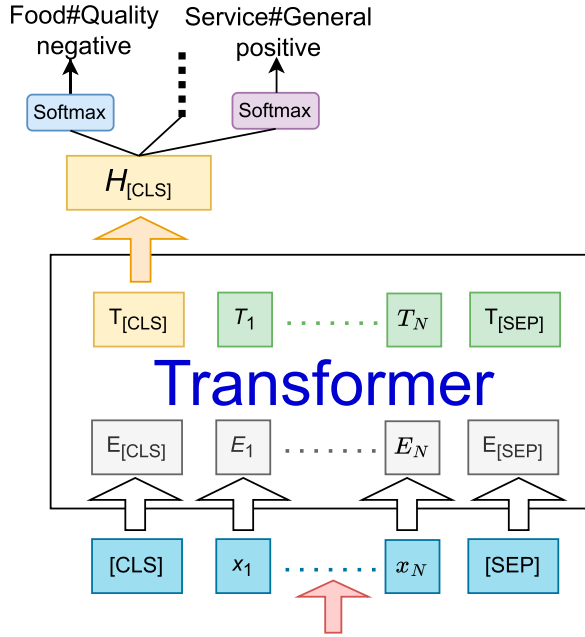 Food#Quality
negative
Service#General
positive
Softmax
Softmax
H[CLS]
T[CLS] T1 ....... TN T[SEP]
Transformer
E[CLS] E1 ....... EN E[SEP]
[CLS] x1 ....... xN [SEP]